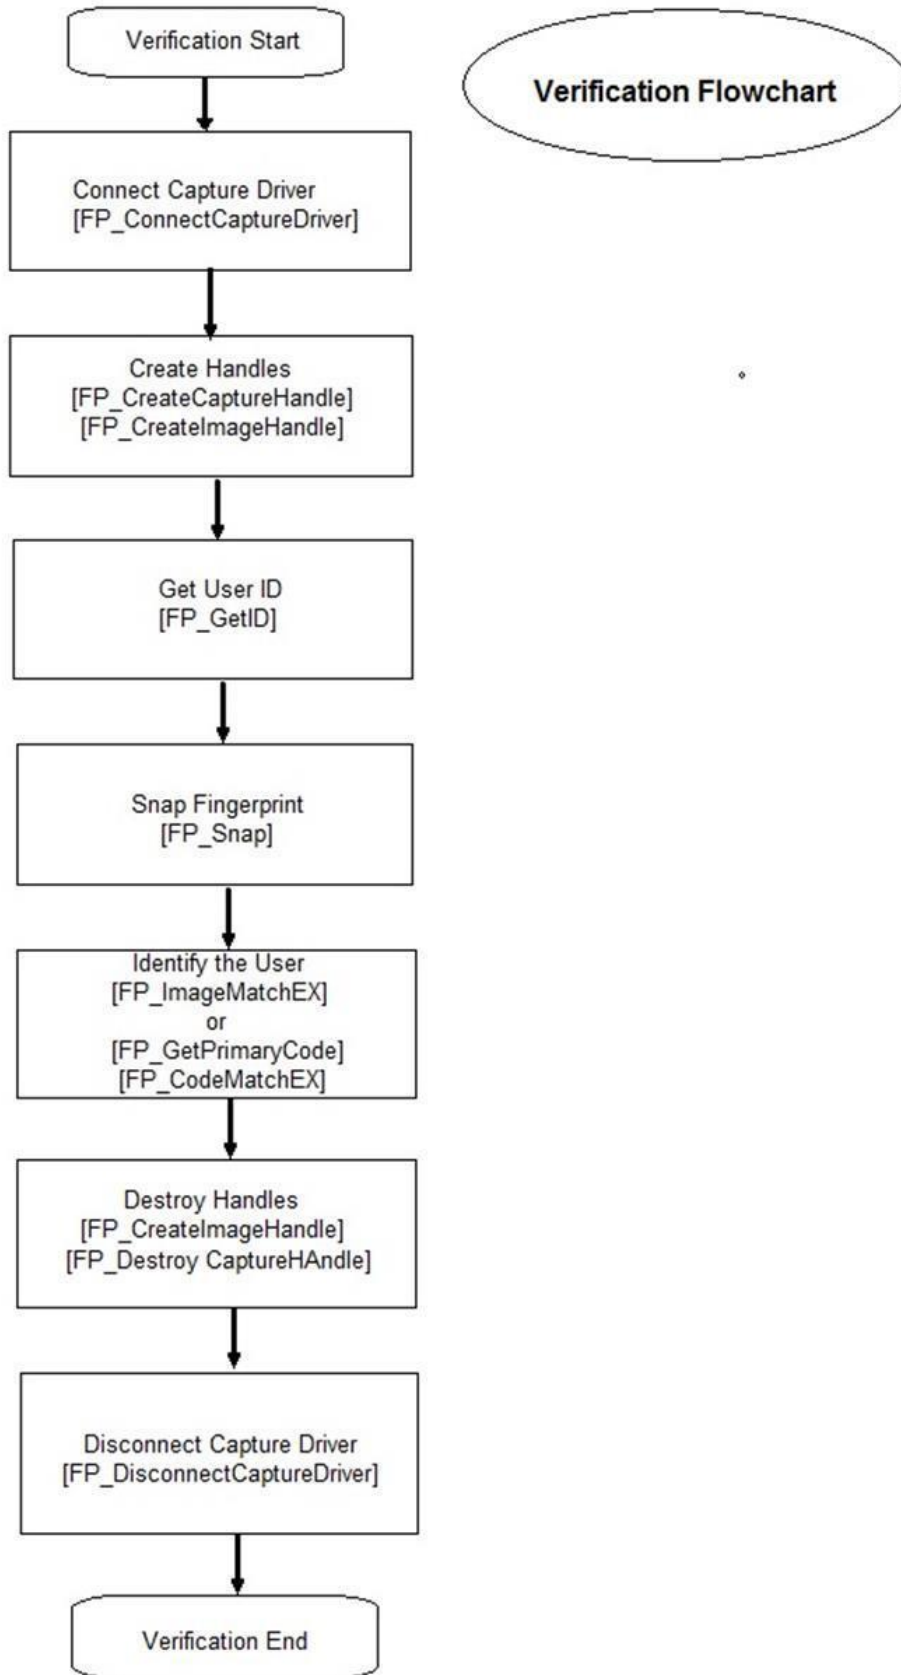 Verification Start
Verification Flowchart
Connect Capture Driver
[FP_ConnectCaptureDriver]
Create Handles
[FP_CreateCaptureHandle]
[FP_CreateImageHandle]
Get User ID
[FP_GetID]
Snap Fingerprint
[FP_Snap]
Identify the User
[FP_ImageMatchEX]
or
[FP_GetPrimaryCode]
[FP_CodeMatchEX]
Destroy Handles
[FP_CreateImageHandle]
[FP_Destroy CaptureHAndle]
Disconnect Capture Driver
[FP_DisconnectCaptureDriver]
Verification End